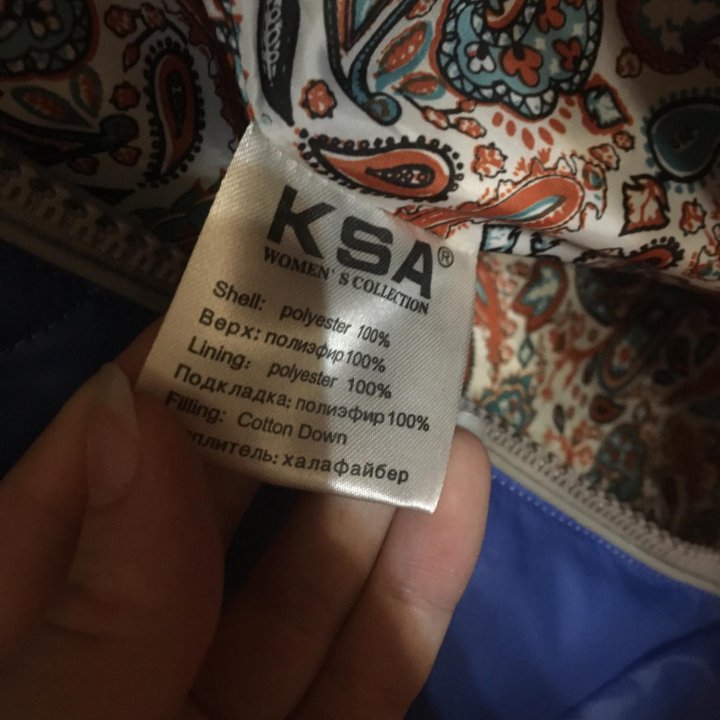 KSA®
WOMEN'S COLLECTION
Shell: polyester 100%
Верх: полиэфир 100%
Lining: polyester 100%
Подкладка: полиэфир 100%
Filling: Cotton Down
плитель: халафайбер